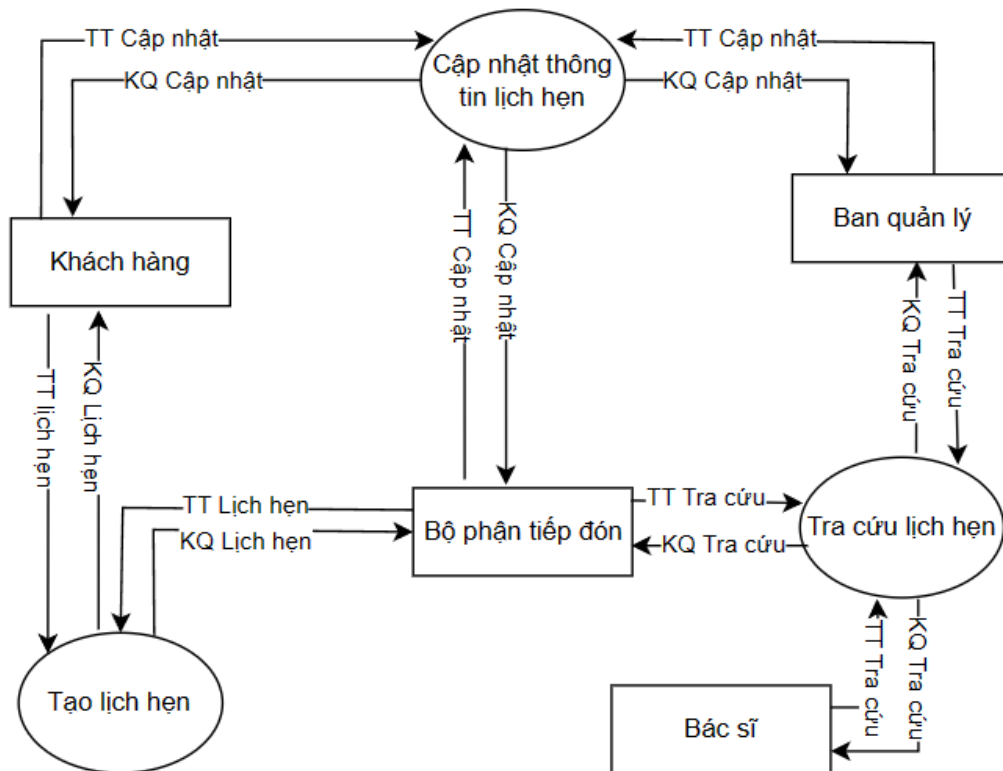 TT Cập nhật
TT Cập nhật
Cập nhật thông
tin lịch hẹn
KQ Cập nhật
KQ Cập nhật
TT Cập nhật
KQ Cập nhật
Khách hàng
Ban quản lý
TT lịch hẹn
KQ Lịch hẹn
KQ Tra cứu
TT Tra cứu
TT Lịch hẹn
KQ Lịch hẹn
Bộ phận tiếp đón
TT Tra cứu
KQ Tra cứu
Tra cứu lịch hẹn
TT Tra cứu
KQ Tra cứu
Tạo lịch hẹn
Bác sĩ